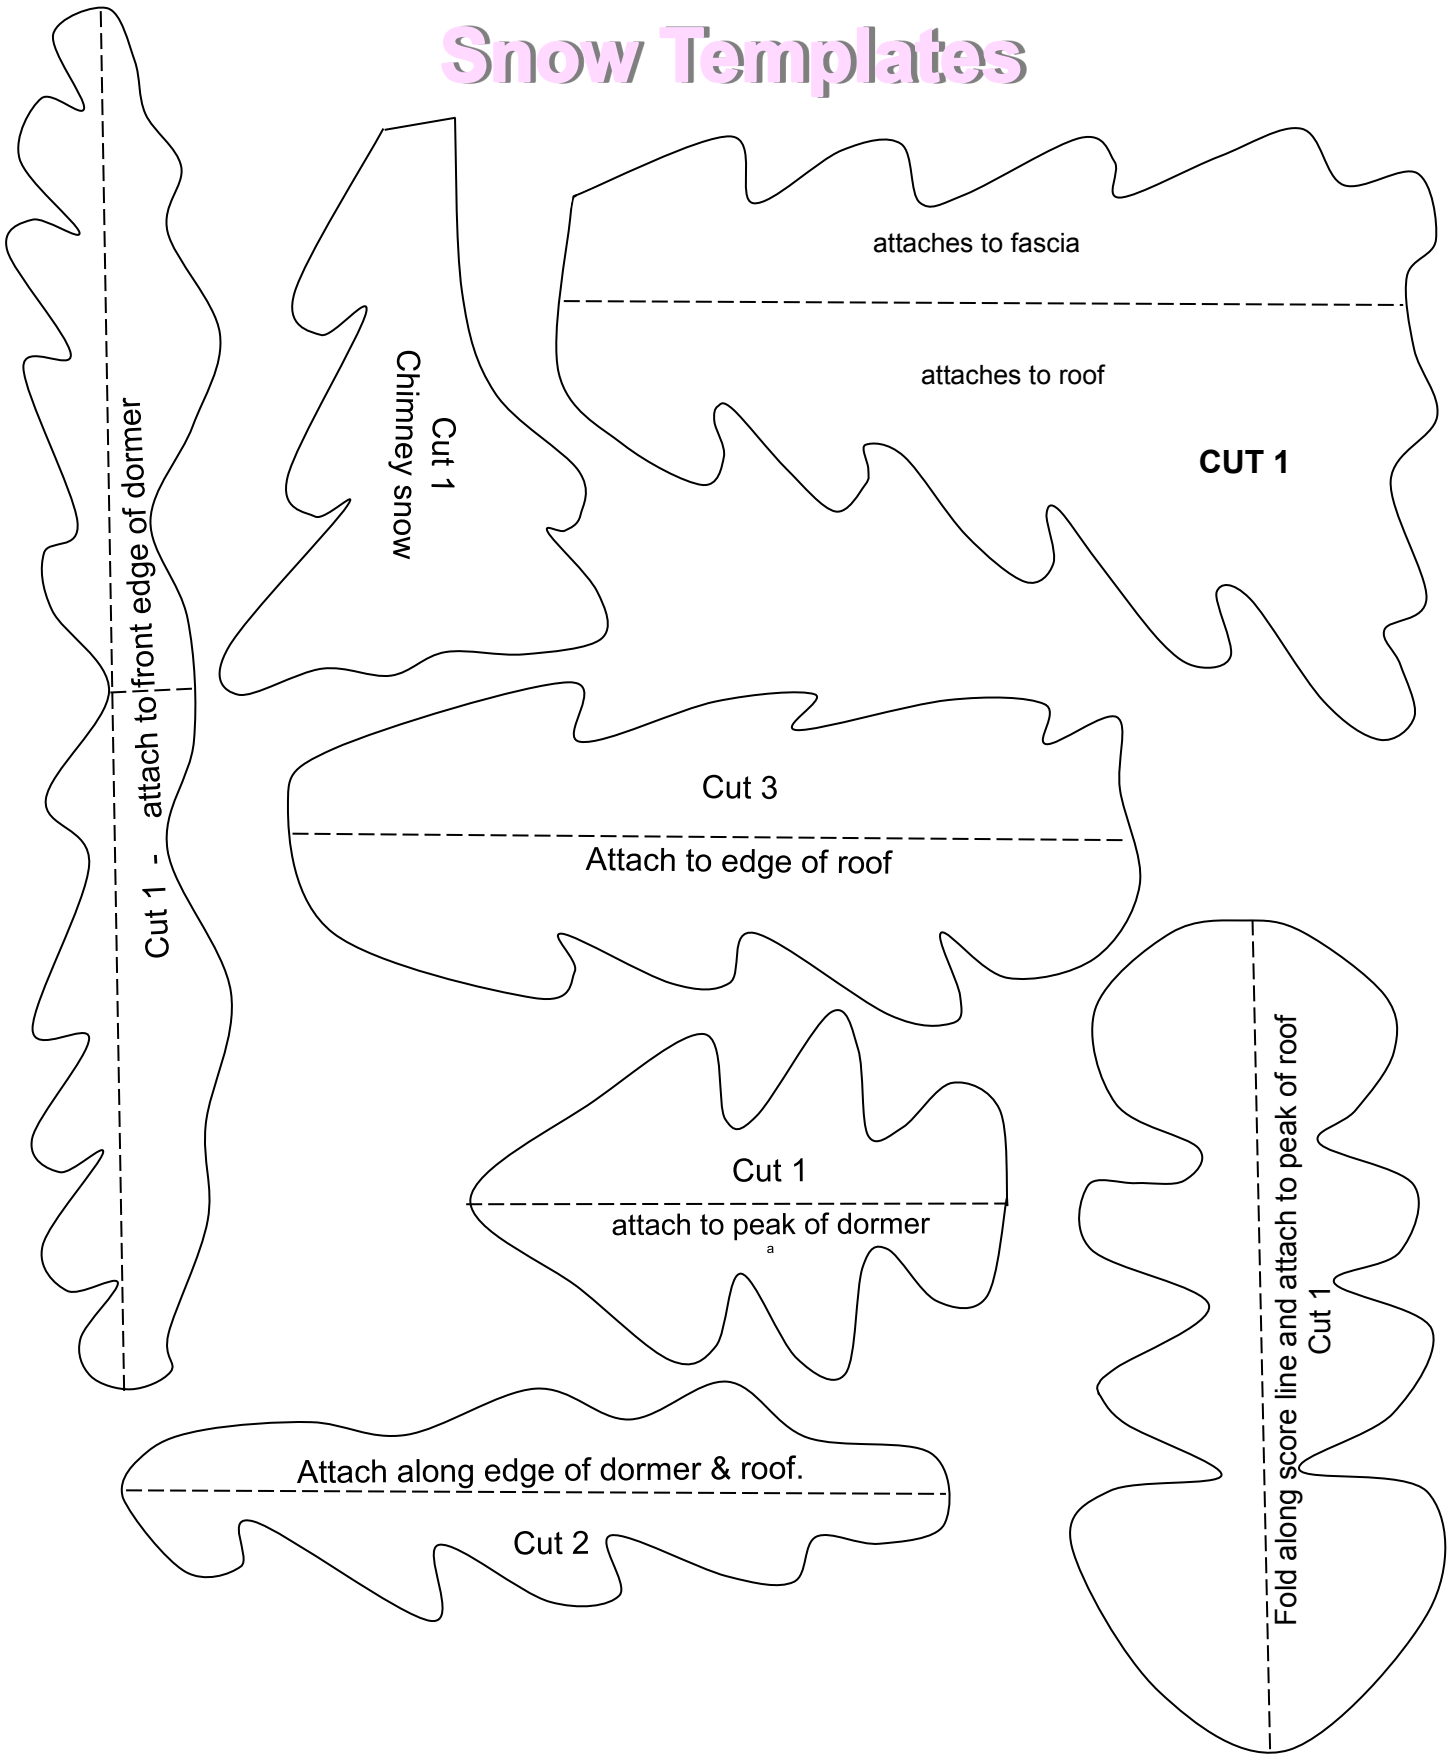 Snow Templates
Cut 1 - attach to front edge of dormer
Cut 1
Chimney snow
attaches to fascia
attaches to roof
CUT 1
Cut 3
Attach to edge of roof
Cut 1
attach to peak of dormer
a
Fold along score line and attach to peak of roof
Cut 1
Attach along edge of dormer & roof.
Cut 2